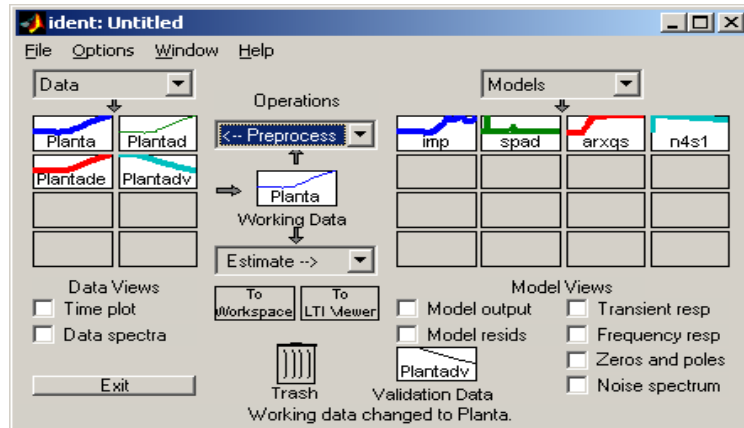 ident: Untitled
File Options Window Help
Data
Models
Operations
Planta Plantad
<-- Preprocess
imp spad arxqs n4s1
Plantade Plantadv
Planta
Working Data
Estimate -->
Data Views
Model Views
To Workspace
To LTI Viewer
Time plot
Model output
Transient resp
Data spectra
Model resids
Frequency resp
Plantadv
Zeros and poles
Exit
Trash
Validation Data
Noise spectrum
Working data changed to Planta.